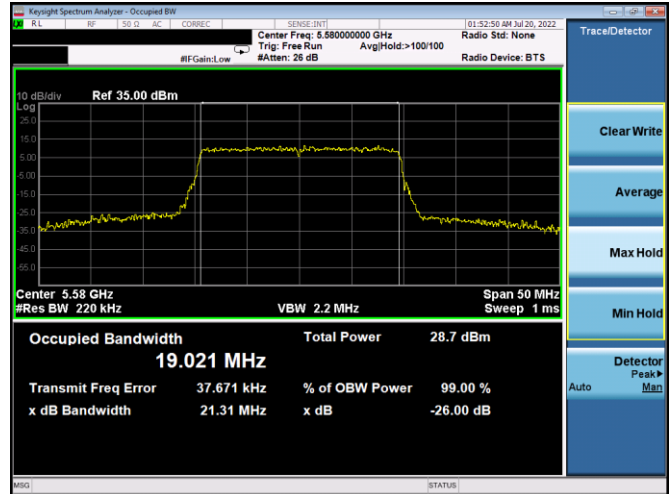 Keysight Spectrum Analyzer - Occupied BW
LXI RL RF 50 Ω AC CORREC SENSE:INT 01:52:50 AM Jul 20, 2022
Center Freq: 5.580000000 GHz Radio Std: None
Trig: Free Run Avg|Hold:>100/100
#IFGain:Low #Atten: 26 dB Radio Device: BTS
Trace/Detector
10 dB/div Ref 35.00 dBm
Log
25.0
15.0
5.00
-5.00
-15.0
-25.0
-35.0
-45.0
-55.0
Center 5.58 GHz Span 50 MHz
#Res BW 220 kHz VBW 2.2 MHz Sweep 1 ms
Occupied Bandwidth Total Power 28.7 dBm
19.021 MHz
Transmit Freq Error 37.671 kHz % of OBW Power 99.00 %
x dB Bandwidth 21.31 MHz x dB -26.00 dB
Clear Write
Average
Max Hold
Min Hold
Detector
Peak▶
Auto Man
MSG STATUS